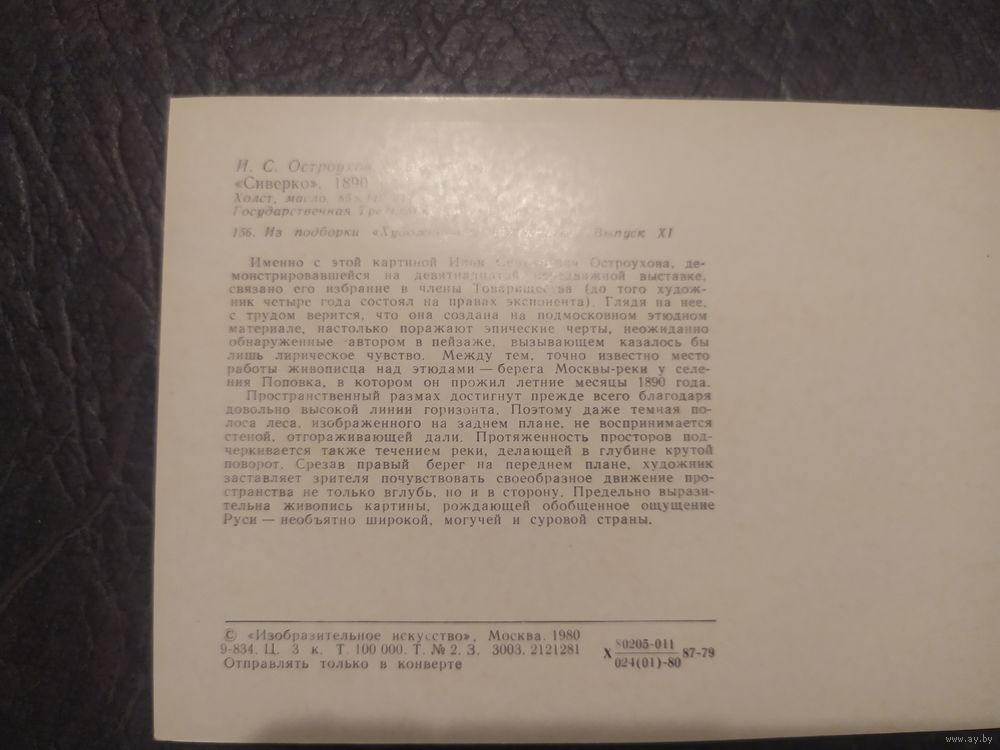 И. С. Остроухов
«Сиверко». 1890
Холст, масло.
Государственная
156. Из подборки Выпуск XI
Именно с этой картиной Ильи Остроухова, де-
монстрировавшейся на девятнадцатой передвижной выставке,
связано его избрание в члены Товарищества (до того худож-
ник четыре года состоял на правах экспонента). Глядя на нее,
с трудом верится, что она создана на подмосковном этюдном
материале, настолько поражают эпические черты, неожиданно
обнаруженные автором в пейзаже, вызывающем казалось бы
лишь лирическое чувство. Между тем, точно известно место
работы живописца над этюдами — берега Москвы-реки у селе-
ния Поповка, в котором он прожил летние месяцы 1890 года.
Пространственный размах достигнут прежде всего благодаря
довольно высокой линии горизонта. Поэтому даже темная по-
лоса леса, изображенного на заднем плане, не воспринимается
стеной, отгораживающей дали. Протяженность просторов под-
черкивается также течением реки, делающей в глубине крутой
поворот. Срезав правый берег на переднем плане, художник
заставляет зрителя почувствовать своеобразное движение про-
странства не только вглубь, но и в сторону. Предельно вырази-
тельна живопись картины, рождающей обобщенное ощущение
Руси — необъятно широкой, могучей и суровой страны.
© «Изобразительное искусство», Москва. 1980
9-834. Ц. 3 к. Т. 100 000. Т. № 2. З. 3003. 2121281
Отправлять только в конверте
80205-011
Х 87-79
024(01)-80
www.ay.by